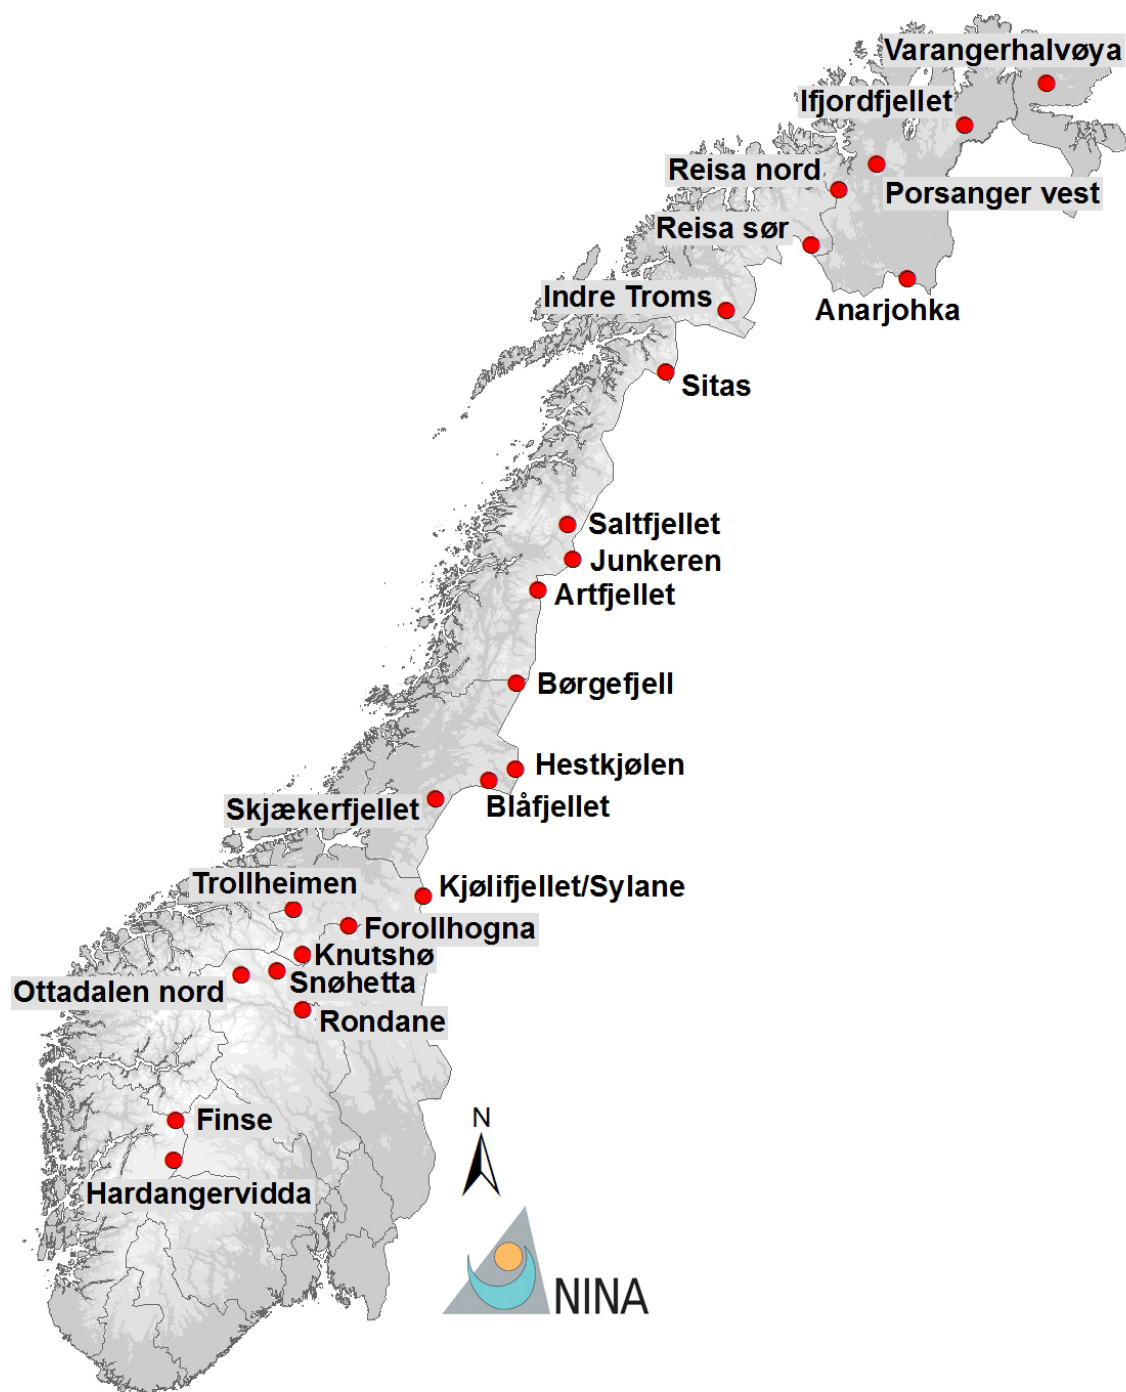 Varangerhalvøya
Ifjordfjellet
Reisa nord
Porsanger vest
Reisa sør
Indre Troms
Anarjohka
Sitas
Saltfjellet
Junkeren
Artfjellet
Børgefjell
Hestkjølen
Blåfjellet
Skjækerfjellet
Trollheimen
Kjølifjellet/Sylane
Forollhogna
Knutshø
Snøhetta
Ottadalen nord
Rondane
Finse
N
Hardangervidda
NINA